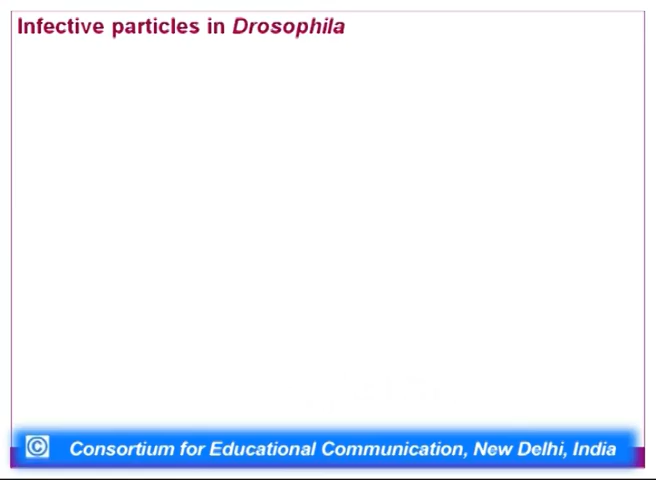 Infective particles in Drosophila
© Consortium for Educational Communication, New Delhi, India